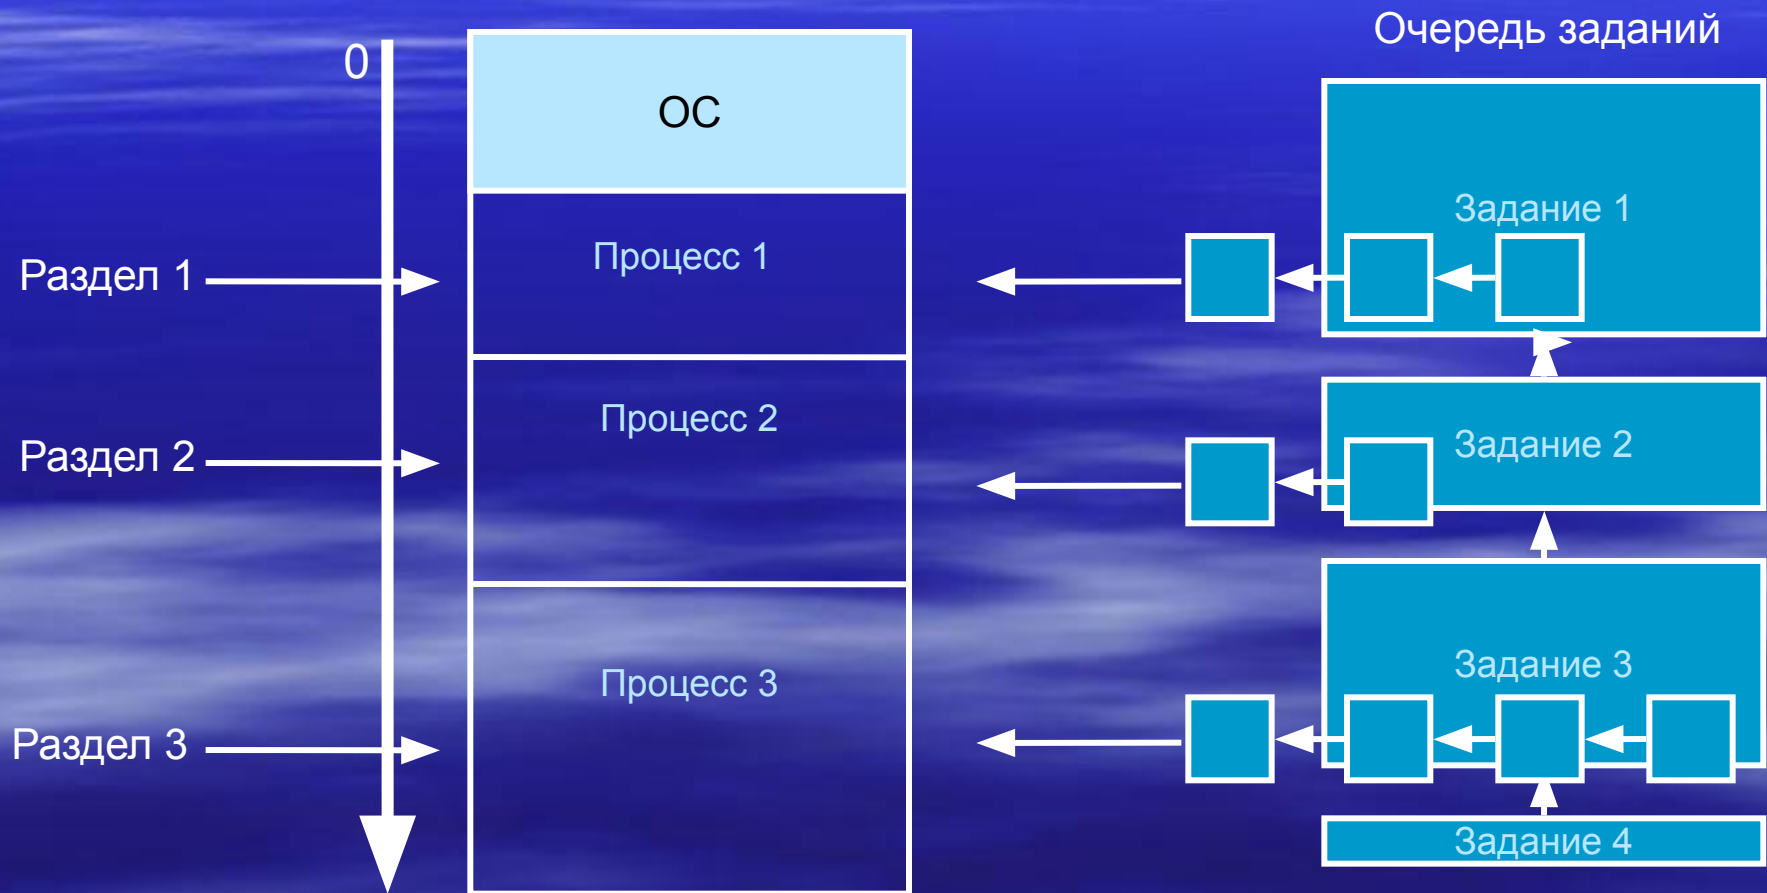 Очередь заданий
0
ОС
Задание 1
Процесс 1
Раздел 1
Процесс 2
Задание 2
Раздел 2
Задание 3
Процесс 3
Раздел 3
Задание 4